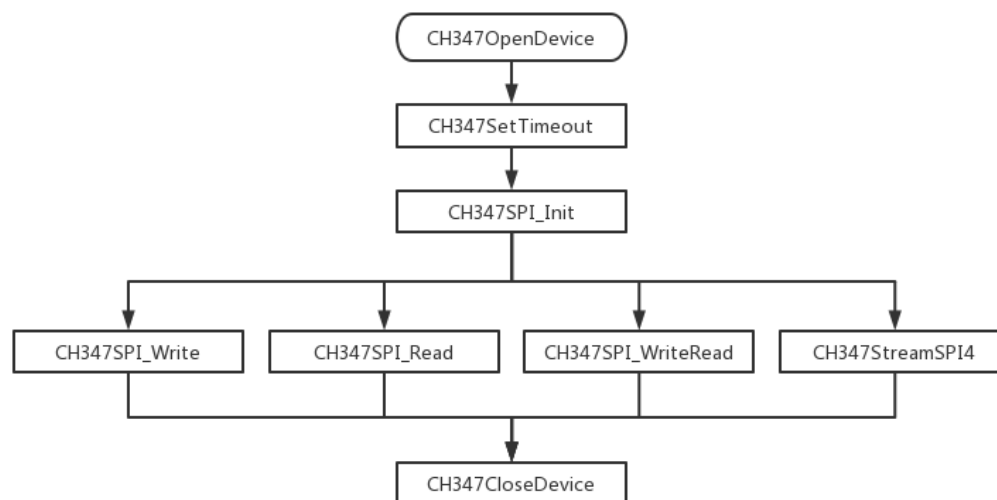 CH347OpenDevice
CH347SetTimeout
CH347SPI_Init
CH347SPI_Write
CH347SPI_Read
CH347SPI_WriteRead
CH347StreamSPI4
CH347CloseDevice